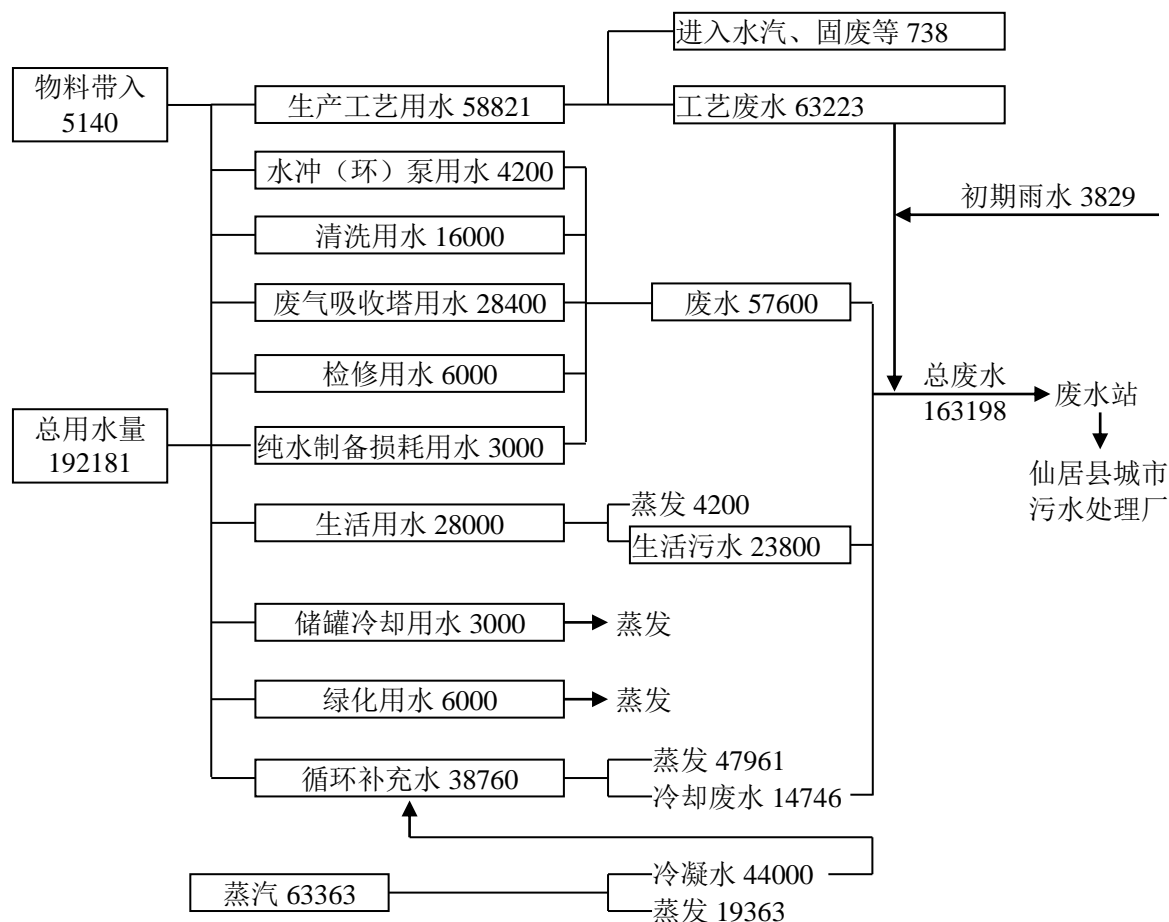 进入水汽、固废等 738
物料带入
5140
生产工艺用水 58821
工艺废水 63223
水冲（环）泵用水 4200
初期雨水 3829
清洗用水 16000
废气吸收塔用水 28400
废水 57600
检修用水 6000
总废水
163198
废水站
总用水量
192181
纯水制备损耗用水 3000
仙居县城市
污水处理厂
生活用水 28000
蒸发 4200
生活污水 23800
储罐冷却用水 3000
蒸发
绿化用水 6000
蒸发
循环补充水 38760
蒸发 47961
冷却废水 14746
蒸汽 63363
冷凝水 44000
蒸发 19363